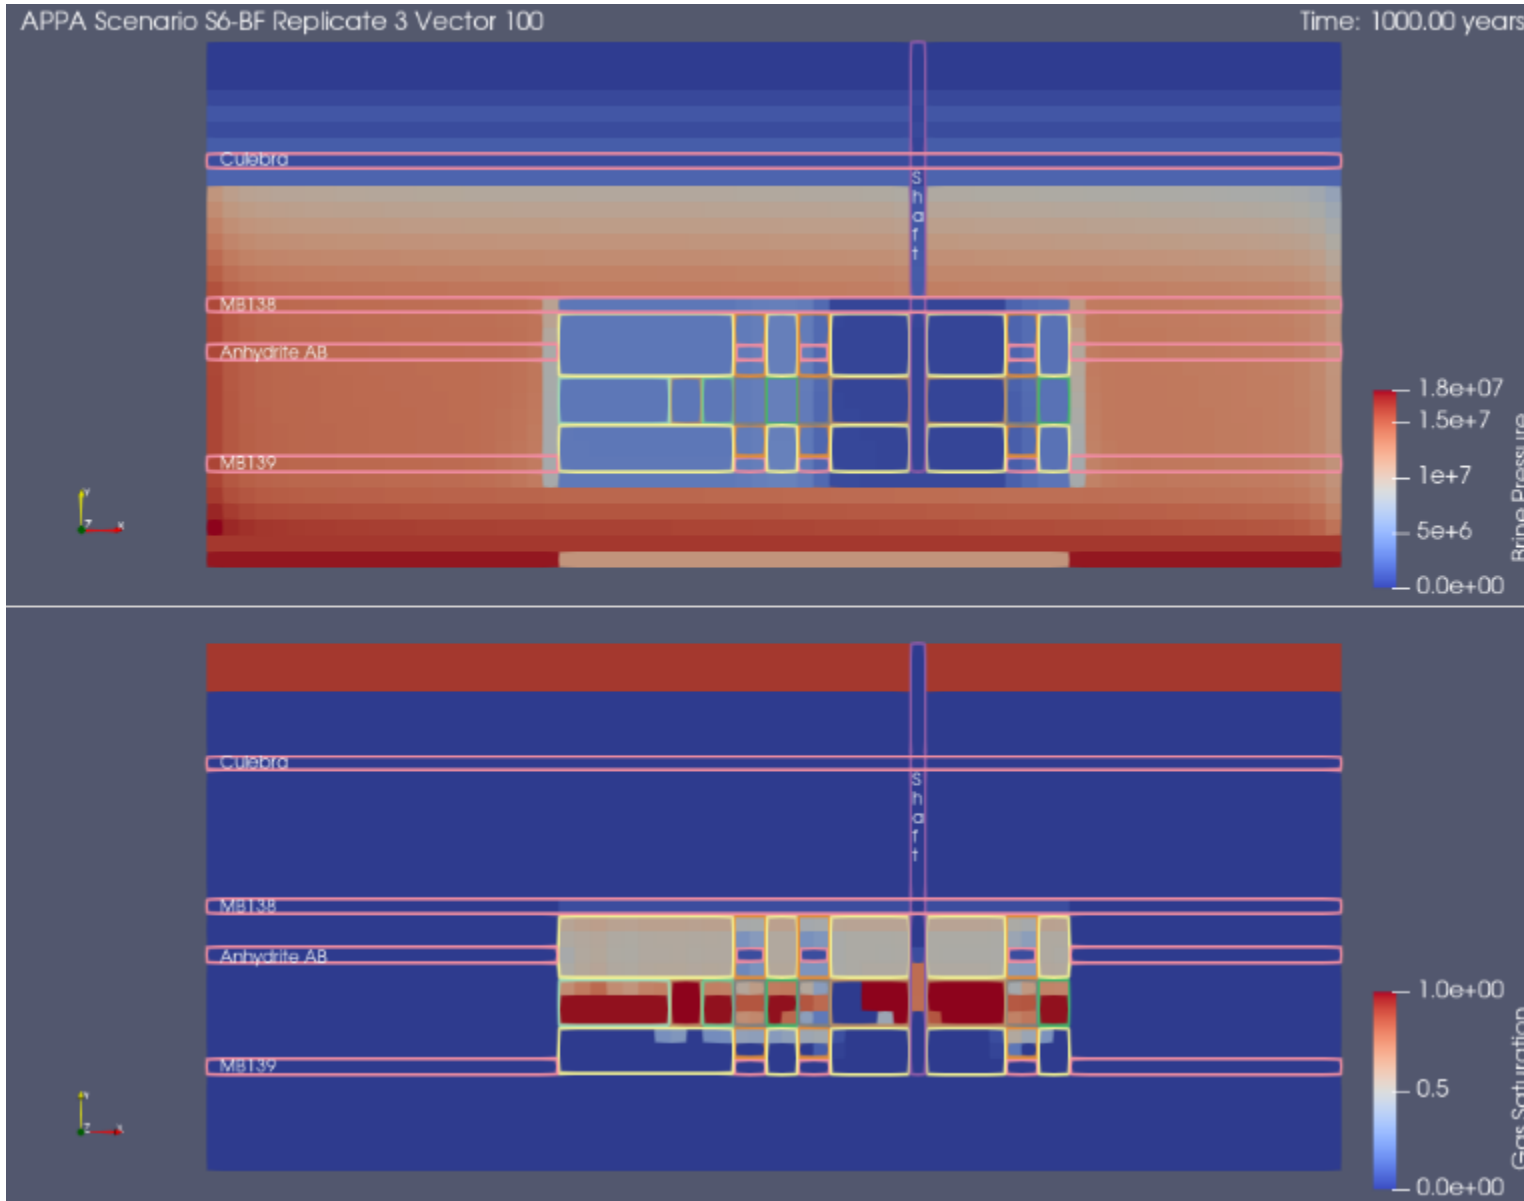 APPA Scenario S6-BF Replicate 3 Vector 100
Time: 1000.00 years
Culebra
Shaft
MB138
Anhydrite AB
MB139
Y
Z
X
1.8e+07
1.5e+7
1e+7
5e+6
0.0e+00
Brine Pressure
Culebra
Shaft
MB138
Anhydrite AB
MB139
Y
Z
X
1.0e+00
0.5
0.0e+00
Gas Saturation